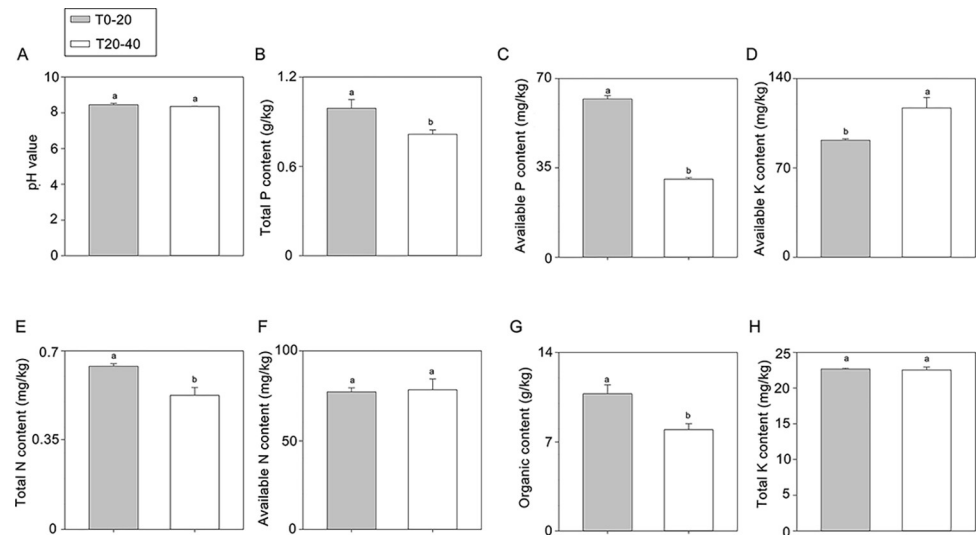 T0-20
T20-40
A
10
8
6
4
2
0
pH value
a
a
B
1.2
0.6
0
Total P content (g/kg)
a
b
C
70
35
0
Available P content (mg/kg)
a
b
D
140
70
0
Available K content (mg/kg)
b
a
E
0.7
0.35
0
Total N content (mg/kg)
a
b
F
100
50
0
Available N content (mg/kg)
a
a
G
14
7
0
Organic content (g/kg)
a
b
H
25
20
15
10
5
0
Total K content (mg/kg)
a
a